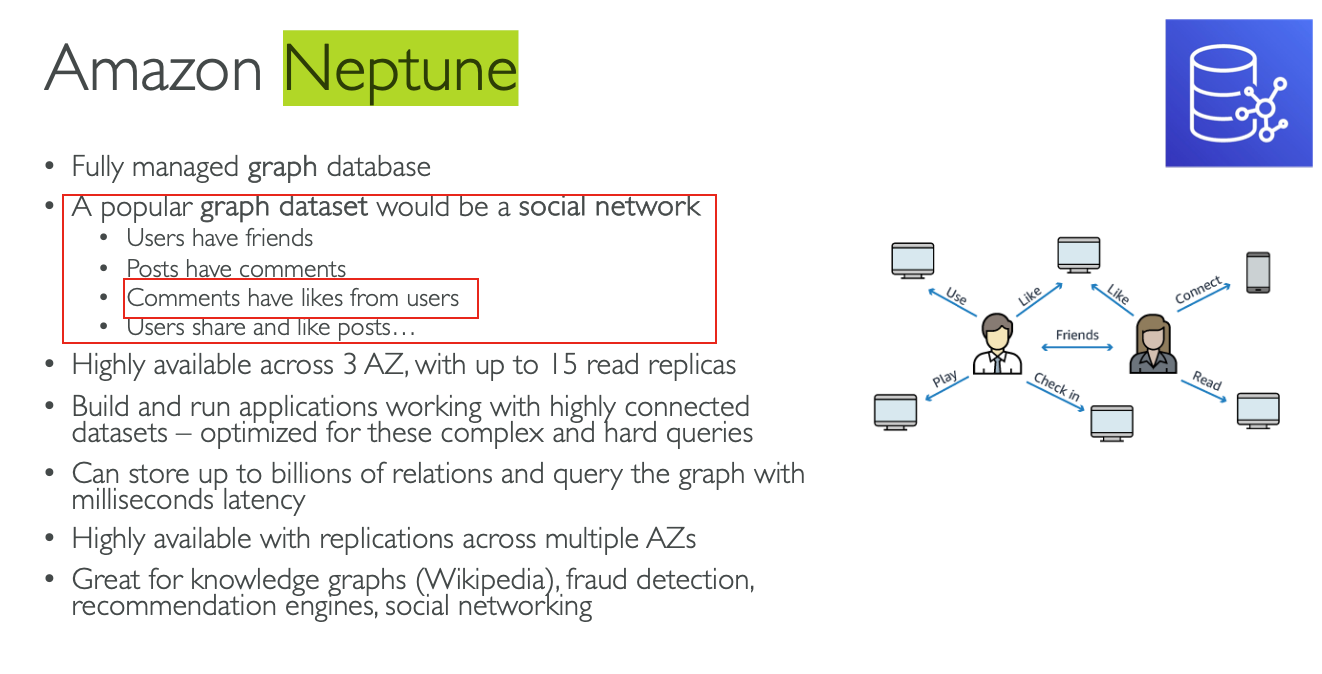 Amazon Neptune
• Fully managed graph database
• A popular graph dataset would be a social network
• Users have friends
• Posts have comments
• Comments have likes from users
• Users share and like posts…
• Highly available across 3 AZ, with up to 15 read replicas
• Build and run applications working with highly connected
datasets – optimized for these complex and hard queries
• Can store up to billions of relations and query the graph with
milliseconds latency
• Highly available with replications across multiple AZs
• Great for knowledge graphs (Wikipedia), fraud detection,
recommendation engines, social networking
Use
Like
Like
Connect
Friends
Play
Check in
Read